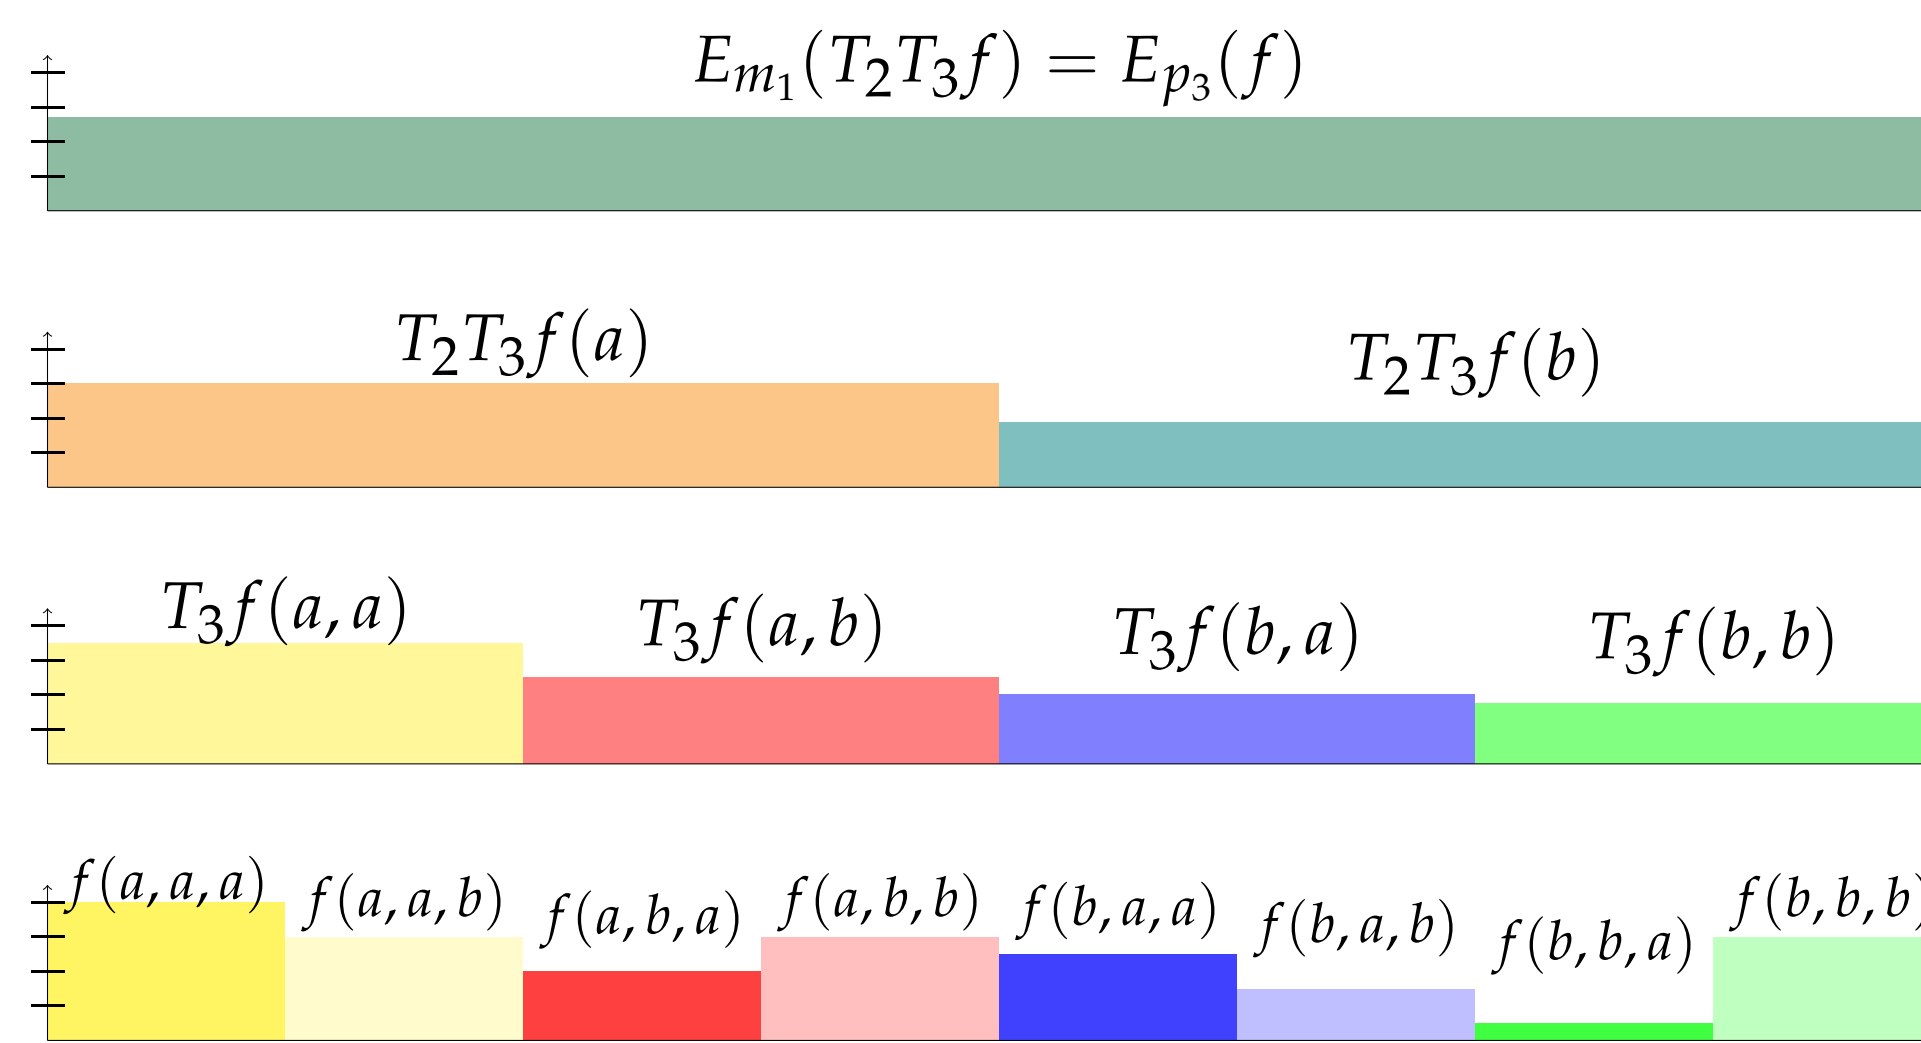 E_{m_1}(T_2T_3f) = E_{p_3}(f)
T_2T_3f(a) T_2T_3f(b)
T_3f(a, a) T_3f(a, b) T_3f(b, a) T_3f(b, b)
f(a, a, a) f(a, a, b) f(a, b, a) f(a, b, b) f(b, a, a) f(b, a, b) f(b, b, a) f(b, b, b)